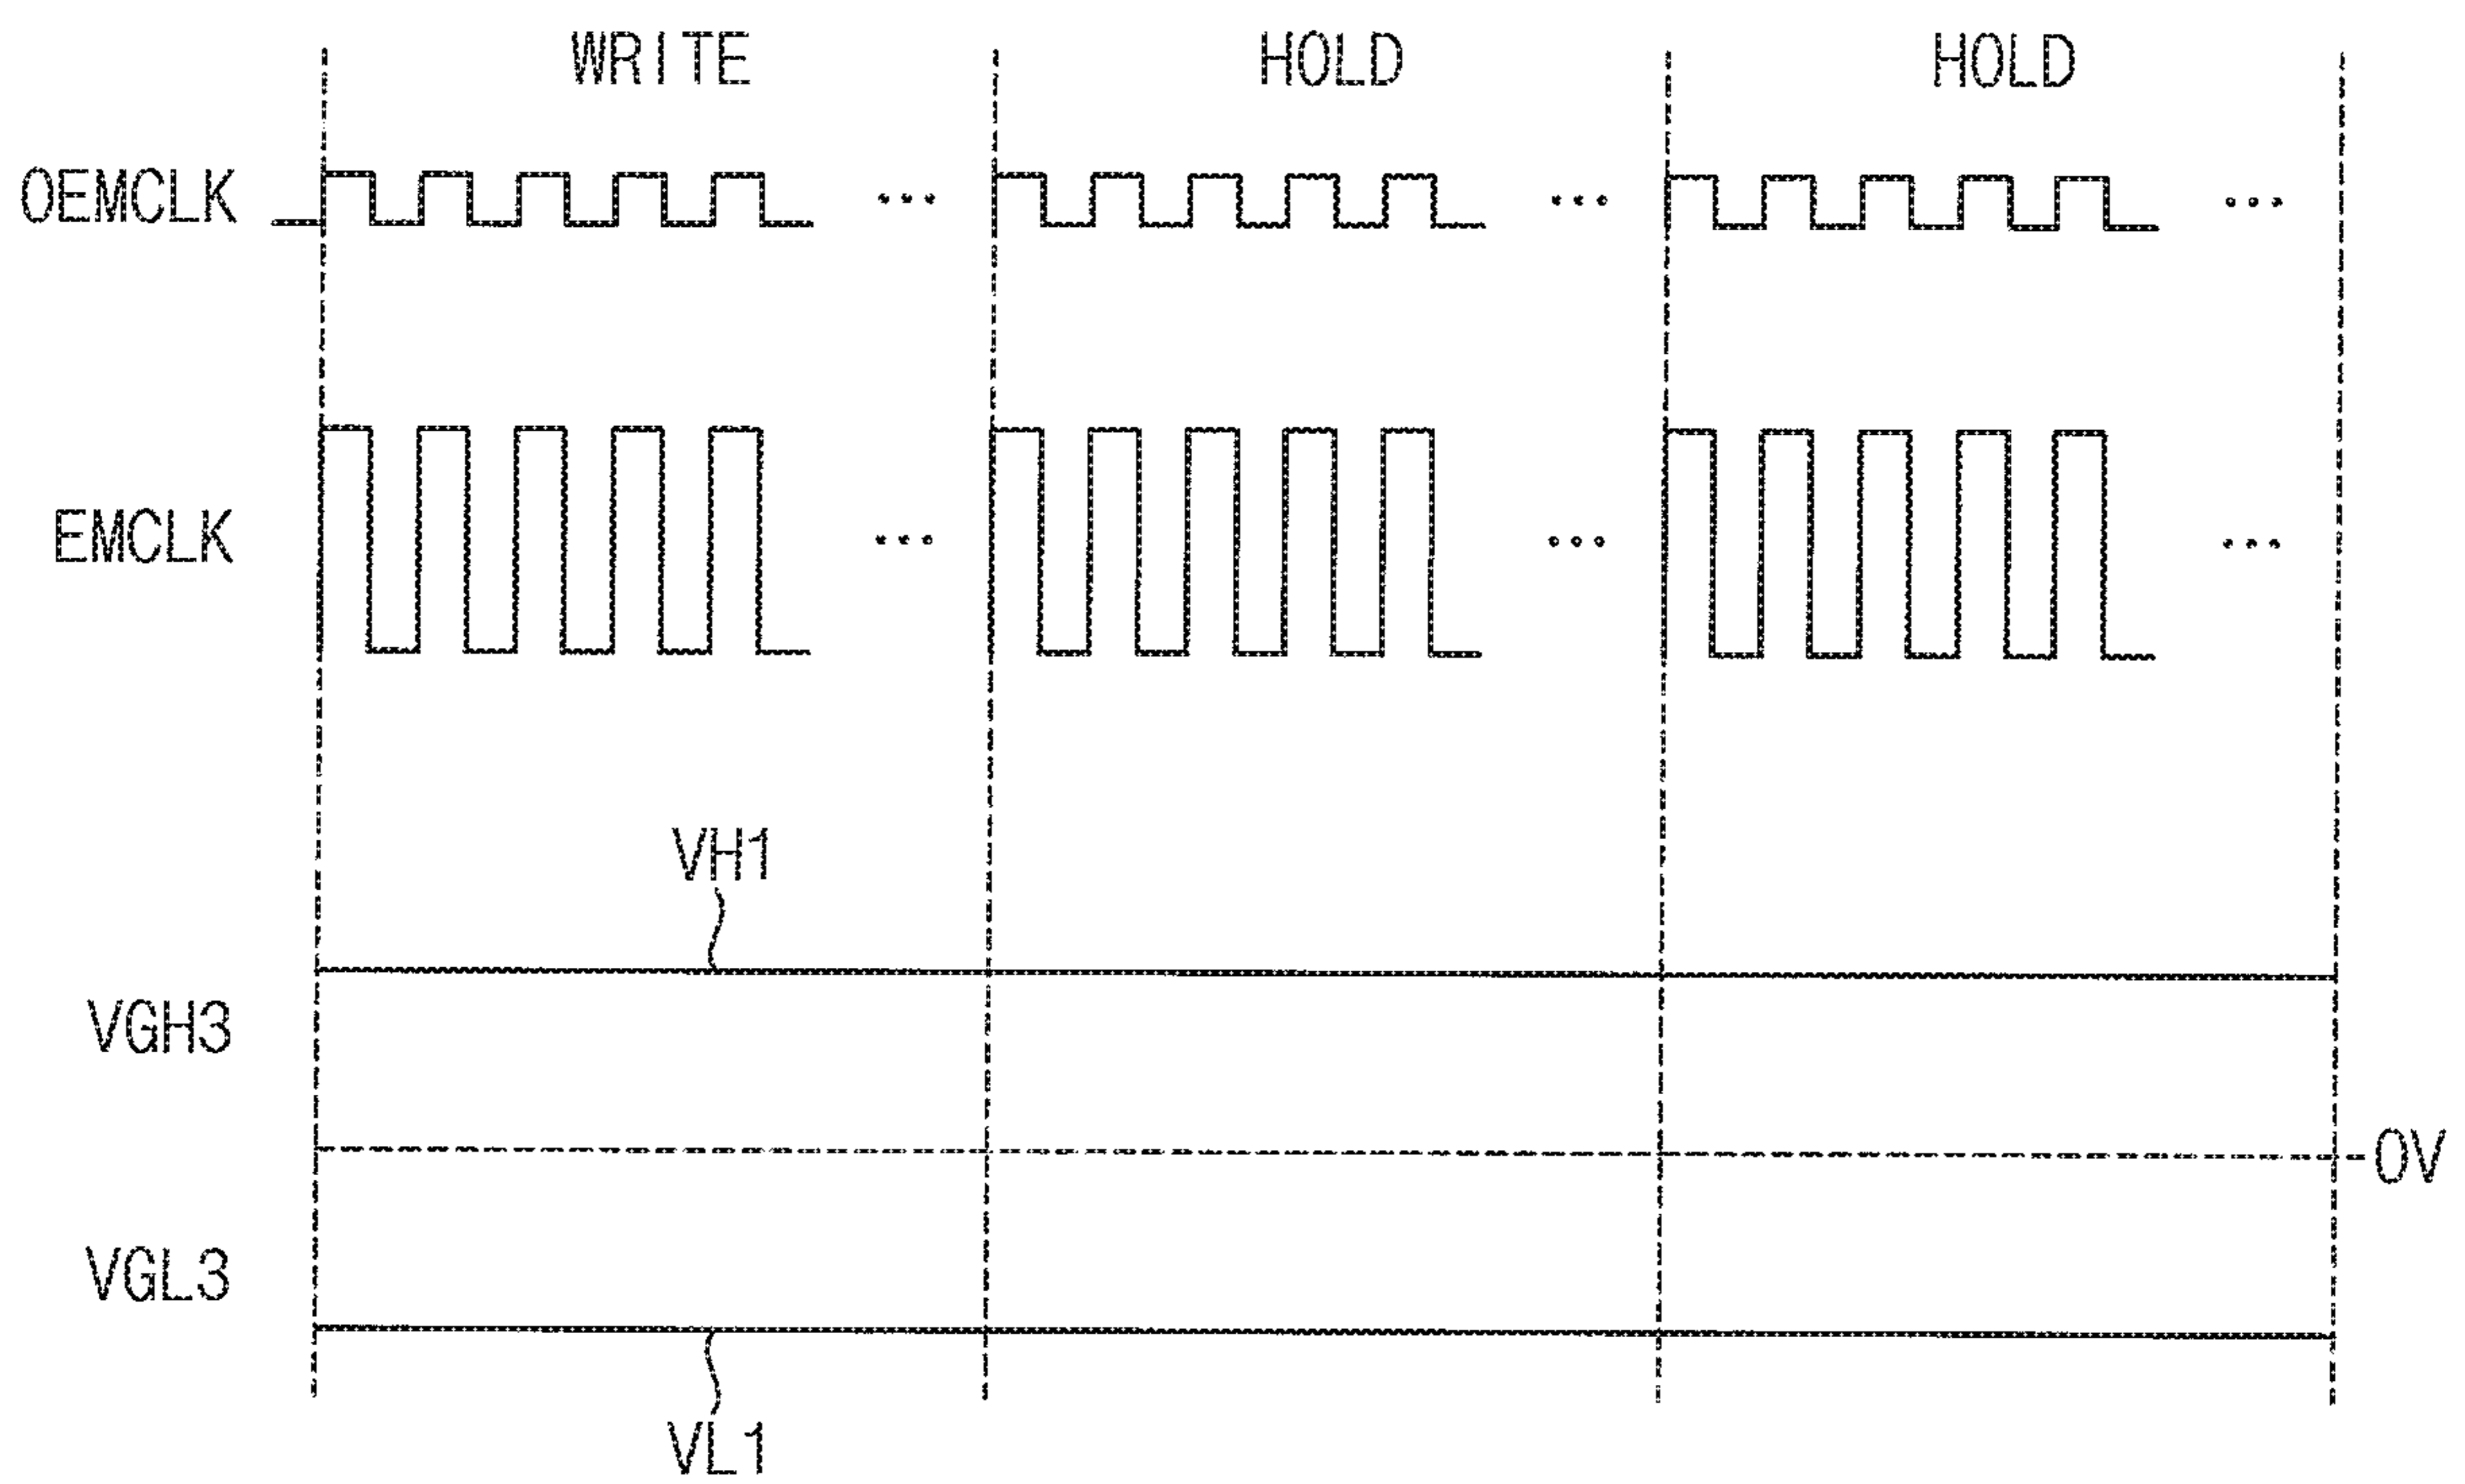 WRITE HOLD HOLD
OEMCLK ... ... ...
EMCLK ... ... ...
VH1
VGH3
0V
VGL3
VL1